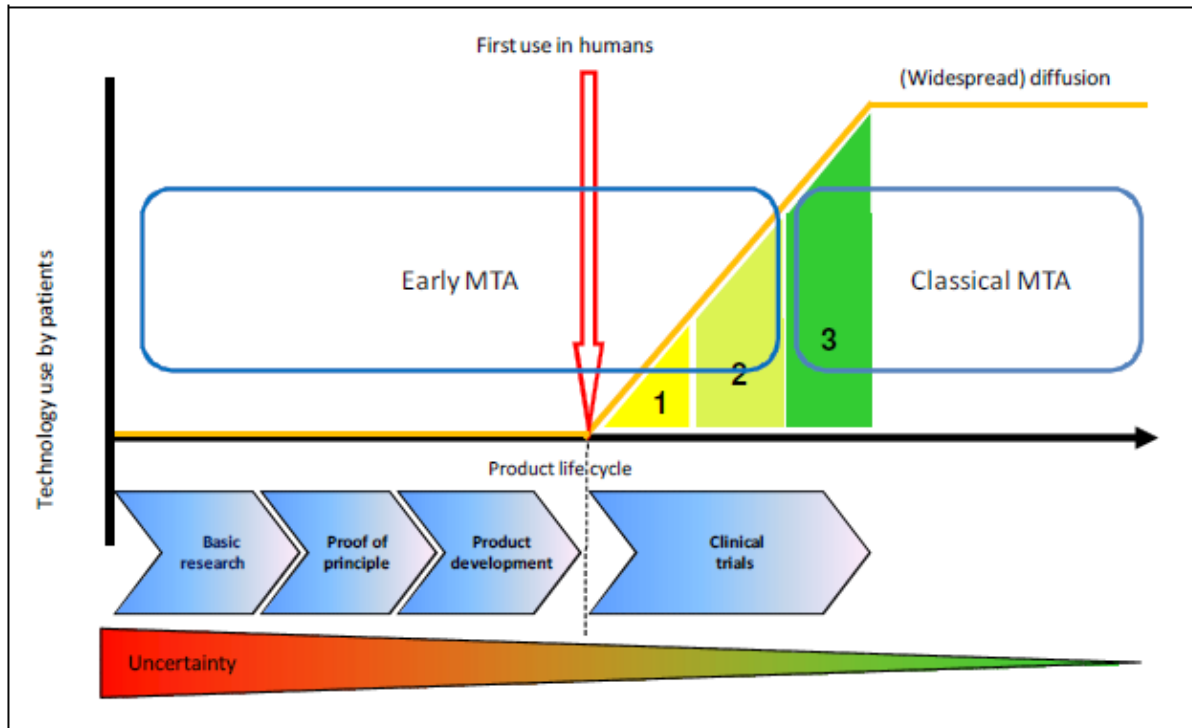 First use in humans
(Widespread) diffusion
Technology use by patients
Early MTA
Classical MTA
1
2
3
Product life cycle
Basic
research
Proof of
principle
Product
development
Clinical
trials
Uncertainty